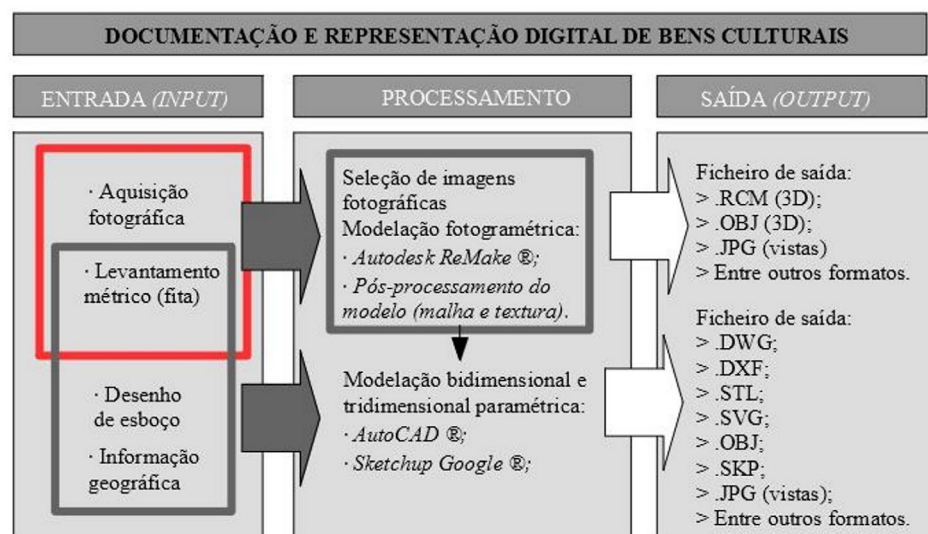 DOCUMENTAÇÃO E REPRESENTAÇÃO DIGITAL DE BENS CULTURAIS
ENTRADA (INPUT)
· Aquisição
fotográfica
· Levantamento
métrico (fita)
· Desenho
de esboço
· Informação
geográfica
PROCESSAMENTO
Seleção de imagens
fotográficas
Modelação fotogramétrica:
· Autodesk ReMake ®;
· Pós-processamento do
modelo (malha e textura).
Modelação bidimensional e
tridimensional paramétrica:
· AutoCAD ®;
· Sketchup Google ®;
SAÍDA (OUTPUT)
Ficheiro de saída:
> .RCM (3D);
> .OBJ (3D);
> .JPG (vistas)
> Entre outros formatos.
Ficheiro de saída:
> .DWG;
> .DXF;
> .STL;
> .SVG;
> .OBJ;
> .SKP;
> .JPG (vistas);
> Entre outros formatos.